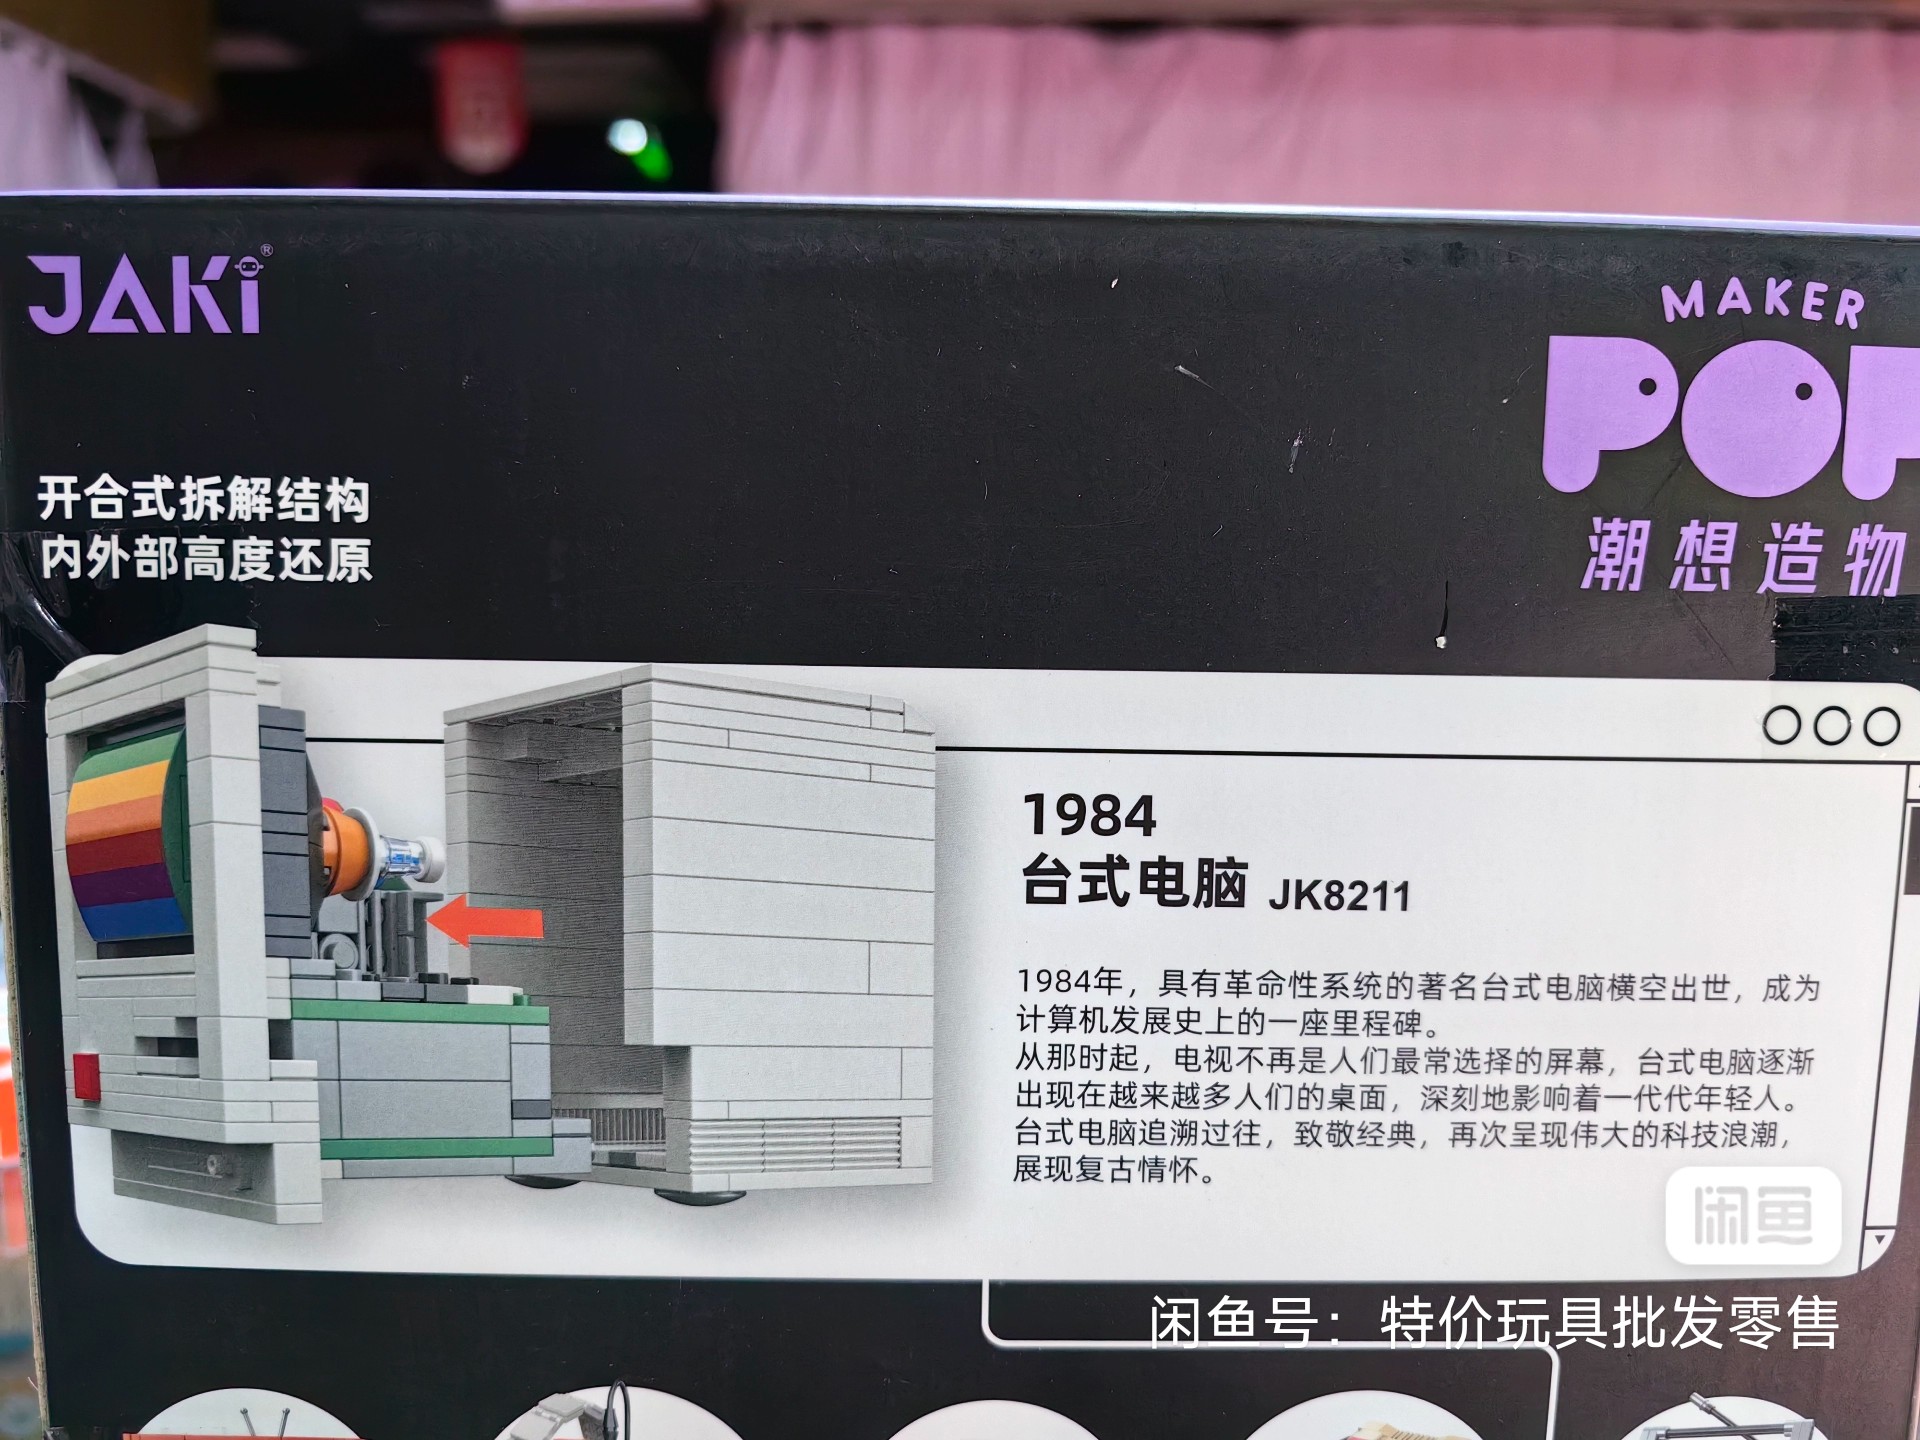 JAKi®
MAKER
POP
潮想造物
开合式拆解结构
内外部高度还原
1984
台式电脑 JK8211
1984年，具有革命性系统的著名台式电脑横空出世，成为
计算机发展史上的一座里程碑。
从那时起，电视不再是人们最常选择的屏幕，台式电脑逐渐
出现在越来越多人们的桌面，深刻地影响着一代代年轻人。
台式电脑追溯过往，致敬经典，再次呈现伟大的科技浪潮，
展现复古情怀。
闲鱼
闲鱼号：特价玩具批发零售